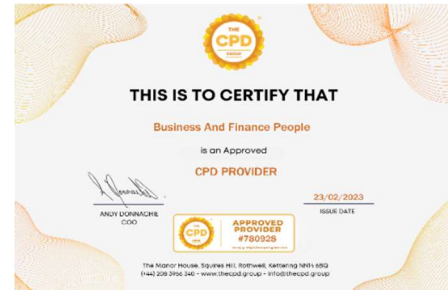 THE
CPD
GROUP
THIS IS TO CERTIFY THAT
Business And Finance People
is an Approved
CPD PROVIDER
23/02/2023
ANDY DONNACHIE
COO
ISSUE DATE
CPD
APPROVED
PROVIDER
#780928
The Manor House, Squires Hill, Rothwell, Kettering NN14 6BQ
(+44) 208 3966 340 - www.thecpd.group - info@thecpd.group